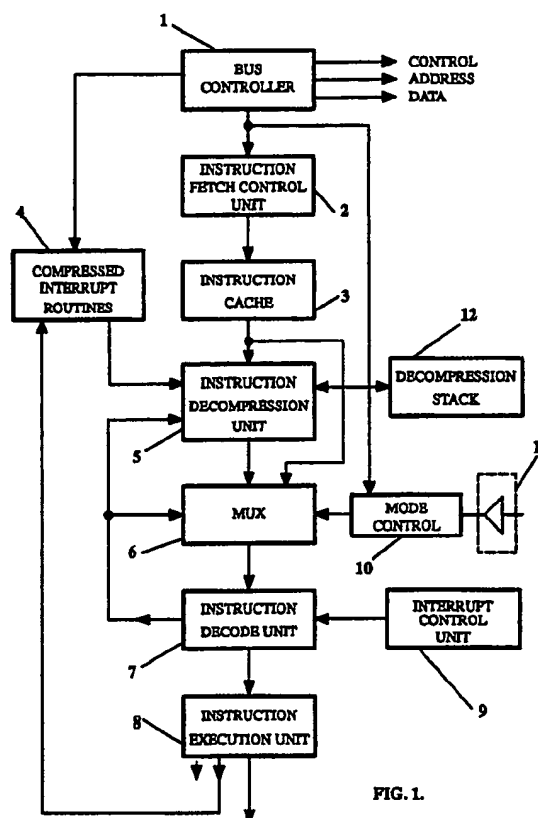 1
BUS
CONTROLLER
CONTROL
ADDRESS
DATA
INSTRUCTION
FETCH CONTROL
UNIT
2
4
COMPRESSED
INTERRUPT
ROUTINES
INSTRUCTION
CACHE
3
12
INSTRUCTION
DECOMPRESSION
UNIT
5
DECOMPRESSION
STACK
MUX
6
MODE
CONTROL
10
INSTRUCTION
DECODE UNIT
7
INTERRUPT
CONTROL
UNIT
9
8
INSTRUCTION
EXECUTION UNIT
FIG. 1.